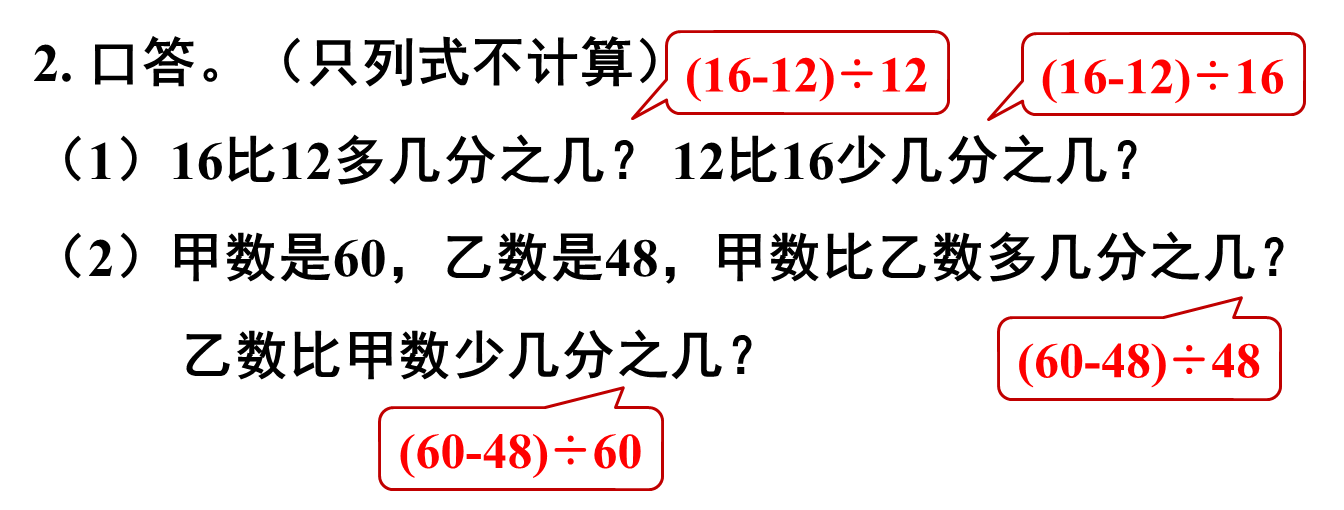 2. 口答。（只列式不计算）
(16-12)÷12
(16-12)÷16
（1）16比12多几分之几？ 12比16少几分之几？
（2）甲数是60，乙数是48，甲数比乙数多几分之几？
乙数比甲数少几分之几？
(60-48)÷48
(60-48)÷60